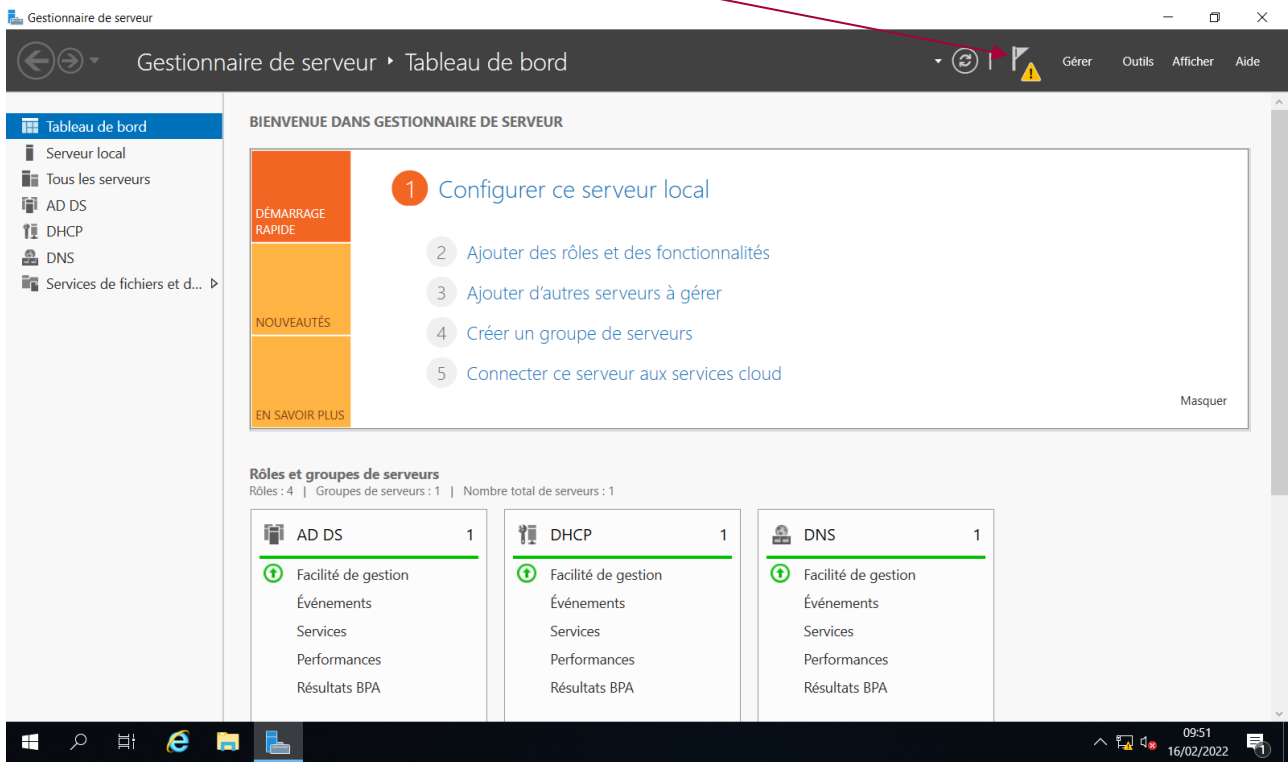 Gestionnaire de serveur
Gestionnaire de serveur ‣ Tableau de bord
Gérer Outils Afficher Aide
Tableau de bord
Serveur local
Tous les serveurs
AD DS
DHCP
DNS
Services de fichiers et d...
BIENVENUE DANS GESTIONNAIRE DE SERVEUR
DÉMARRAGE
RAPIDE
NOUVEAUTÉS
EN SAVOIR PLUS
1 Configurer ce serveur local
2 Ajouter des rôles et des fonctionnalités
3 Ajouter d’autres serveurs à gérer
4 Créer un groupe de serveurs
5 Connecter ce serveur aux services cloud
Masquer
Rôles et groupes de serveurs
Rôles : 4 | Groupes de serveurs : 1 | Nombre total de serveurs : 1
AD DS 1
Facilité de gestion
Événements
Services
Performances
Résultats BPA
DHCP 1
Facilité de gestion
Événements
Services
Performances
Résultats BPA
DNS 1
Facilité de gestion
Événements
Services
Performances
Résultats BPA
09:51
16/02/2022
1